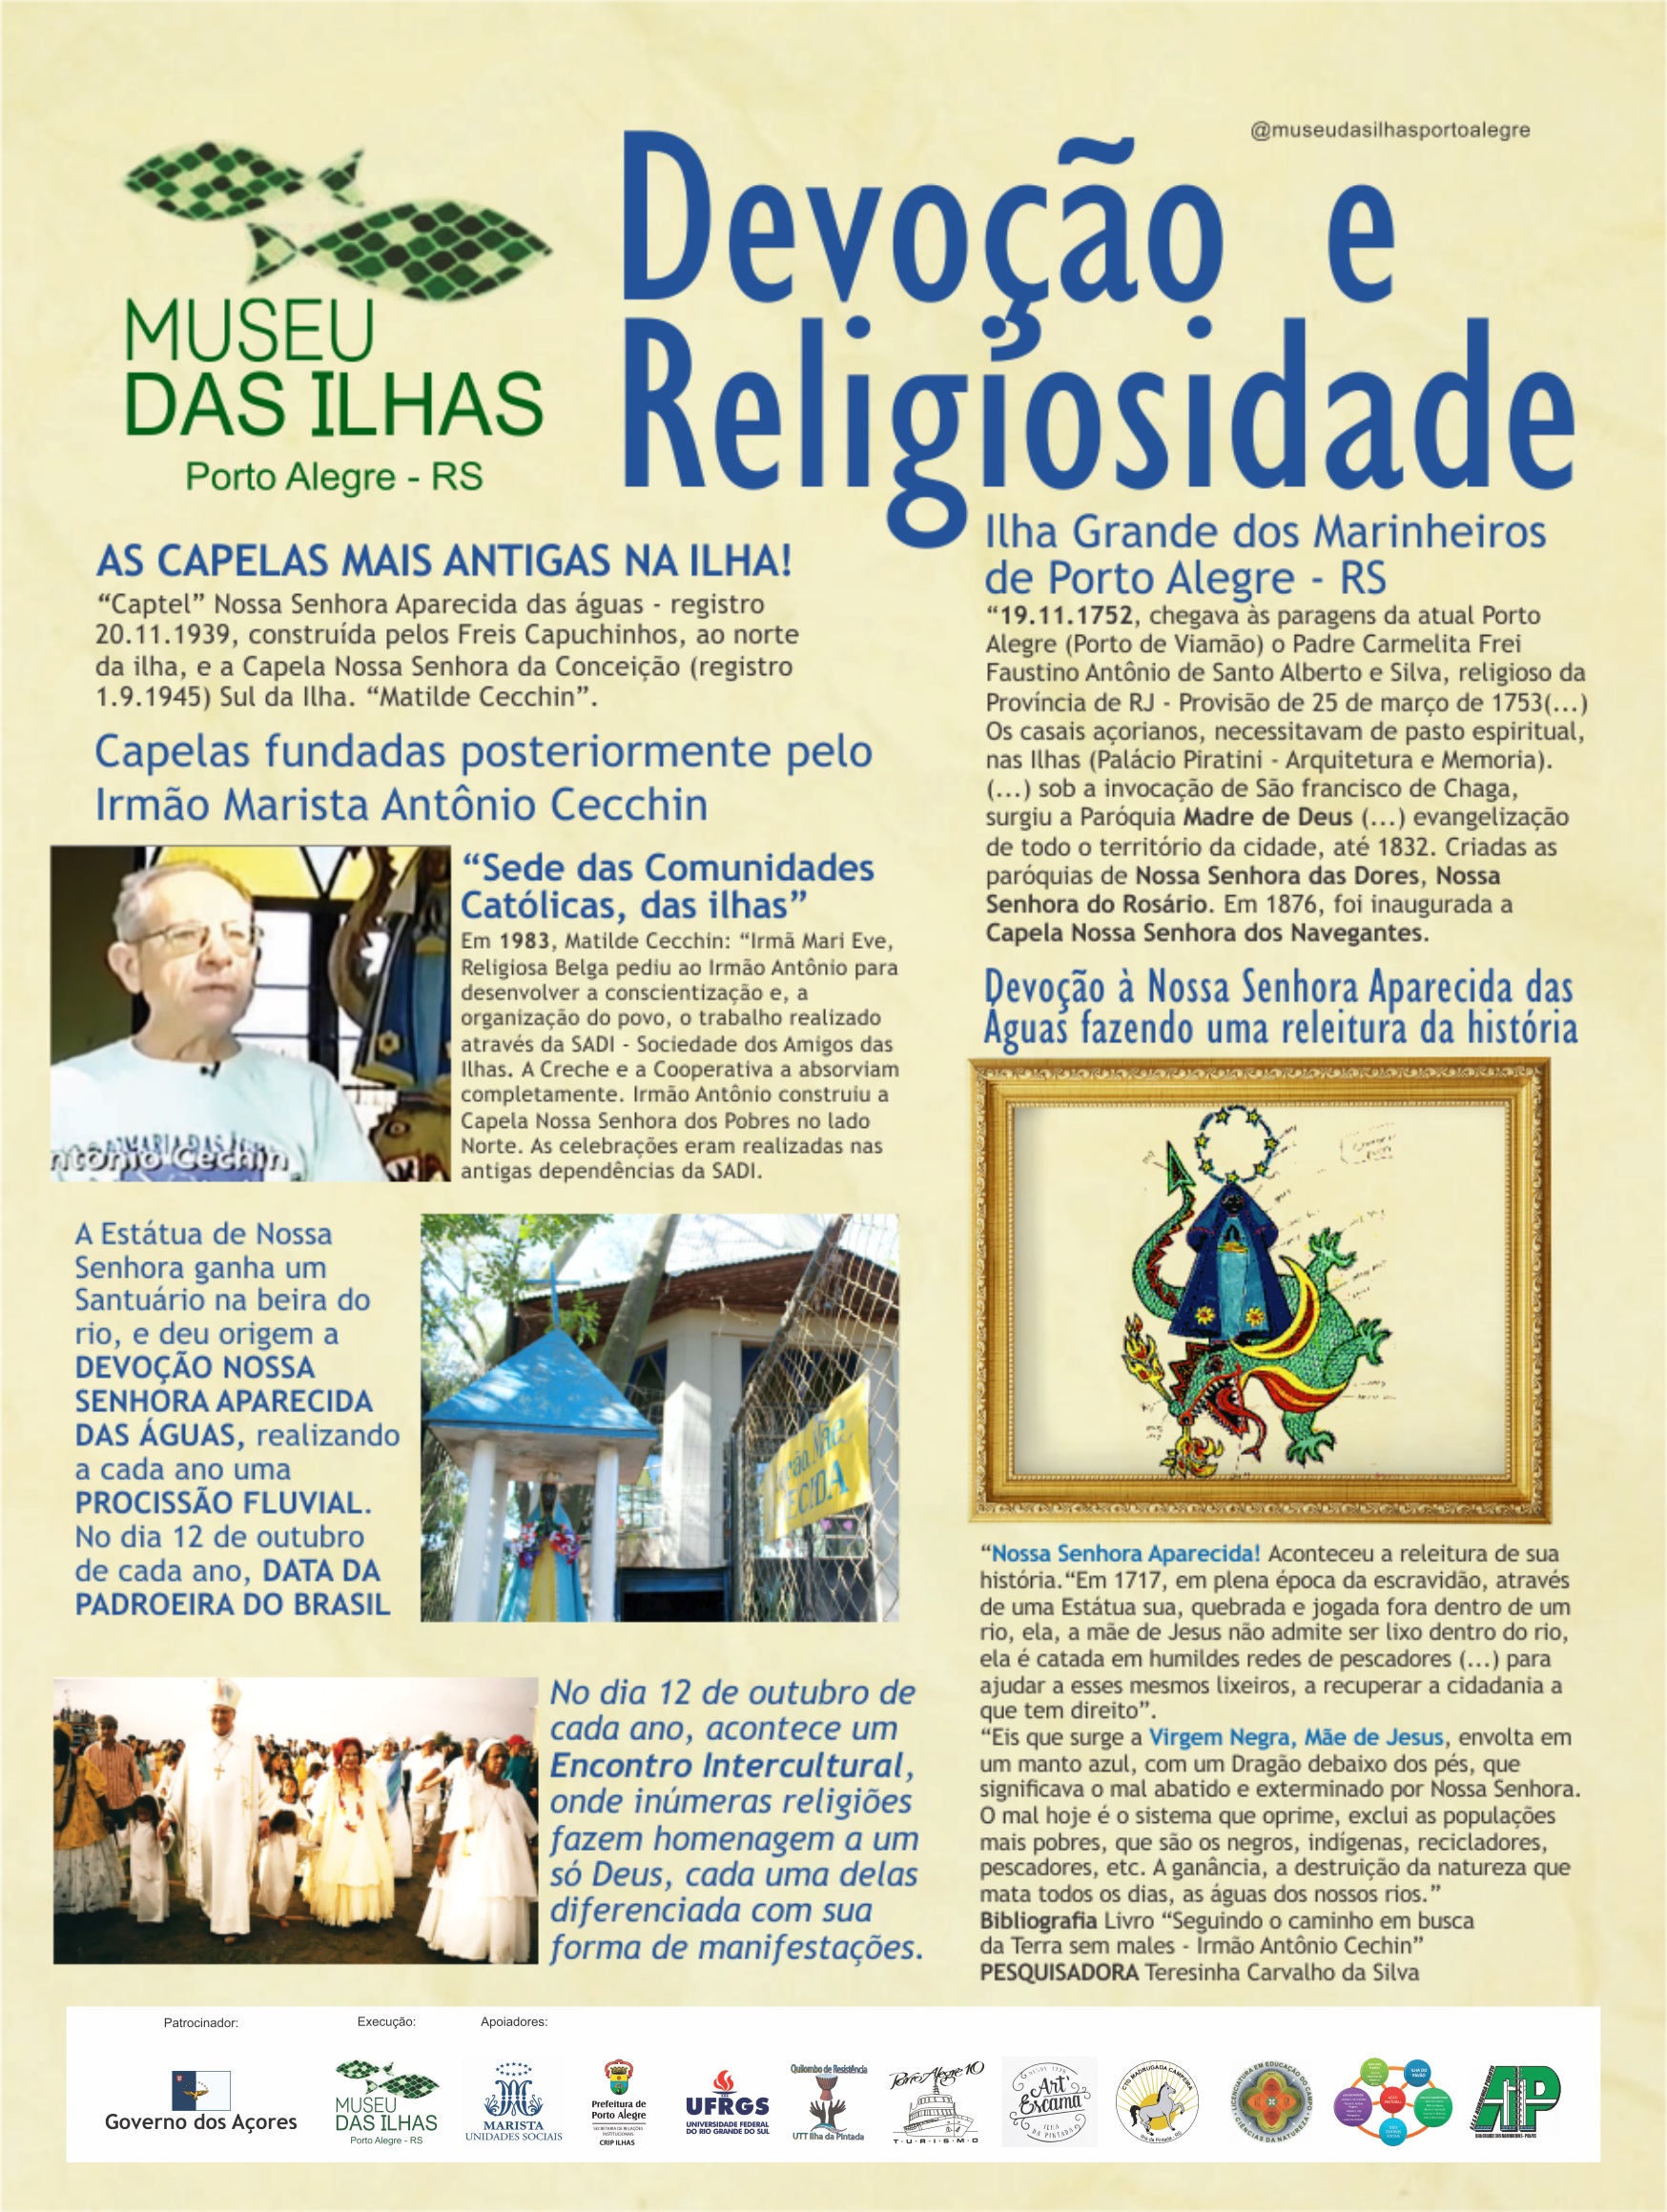 @museudasilhasportoalegre
MUSEU
DAS ILHAS
Porto Alegre - RS
Devoção e
Religiosidade
AS CAPELAS MAIS ANTIGAS NA ILHA!
“Captel” Nossa Senhora Aparecida das águas - registro
20.11.1939, construída pelos Freis Capuchinhos, ao norte
da ilha, e a Capela Nossa Senhora da Conceição (registro
1.9.1945) Sul da Ilha. “Matilde Cecchin”.
Capelas fundadas posteriormente pelo
Irmão Marista Antônio Cecchin
“Sede das Comunidades
Católicas, das ilhas”
Em 1983, Matilde Cecchin: “Irmã Mari Eve,
Religiosa Belga pediu ao Irmão Antônio para
desenvolver a conscientização e, a
organização do povo, o trabalho realizado
através da SADI - Sociedade dos Amigos das
Ilhas. A Creche e a Cooperativa a absorviam
completamente. Irmão Antônio construiu a
Capela Nossa Senhora dos Pobres no lado
Norte. As celebrações eram realizadas nas
antigas dependências da SADI.
ntônio Cechin
A Estátua de Nossa
Senhora ganha um
Santuário na beira do
rio, e deu origem a
DEVOÇÃO NOSSA
SENHORA APARECIDA
DAS ÁGUAS, realizando
a cada ano uma
PROCISSÃO FLUVIAL.
No dia 12 de outubro
de cada ano, DATA DA
PADROEIRA DO BRASIL
Mãe
ECIDA
No dia 12 de outubro de
cada ano, acontece um
Encontro Intercultural,
onde inúmeras religiões
fazem homenagem a um
só Deus, cada uma delas
diferenciada com sua
forma de manifestações.
Ilha Grande dos Marinheiros
de Porto Alegre - RS
“19.11.1752, chegava às paragens da atual Porto
Alegre (Porto de Viamão) o Padre Carmelita Frei
Faustino Antônio de Santo Alberto e Silva, religioso da
Província de RJ - Provisão de 25 de março de 1753(...)
Os casais açorianos, necessitavam de pasto espiritual,
nas Ilhas (Palácio Piratini - Arquitetura e Memoria).
(...) sob a invocação de São francisco de Chaga,
surgiu a Paróquia Madre de Deus (...) evangelização
de todo o território da cidade, até 1832. Criadas as
paróquias de Nossa Senhora das Dores, Nossa
Senhora do Rosário. Em 1876, foi inaugurada a
Capela Nossa Senhora dos Navegantes.
Devoção à Nossa Senhora Aparecida das
Águas fazendo uma releitura da história
“Nossa Senhora Aparecida! Aconteceu a releitura de sua
história.“Em 1717, em plena época da escravidão, através
de uma Estátua sua, quebrada e jogada fora dentro de um
rio, ela, a mãe de Jesus não admite ser lixo dentro do rio,
ela é catada em humildes redes de pescadores (...) para
ajudar a esses mesmos lixeiros, a recuperar a cidadania a
que tem direito”.
“Eis que surge a Virgem Negra, Mãe de Jesus, envolta em
um manto azul, com um Dragão debaixo dos pés, que
significava o mal abatido e exterminado por Nossa Senhora.
O mal hoje é o sistema que oprime, exclui as populações
mais pobres, que são os negros, indígenas, recicladores,
pescadores, etc. A ganância, a destruição da natureza que
mata todos os dias, as águas dos nossos rios.”
Bibliografia Livro “Seguindo o caminho em busca
da Terra sem males - Irmão Antônio Cechin”
PESQUISADORA Teresinha Carvalho da Silva
Patrocinador:
Governo dos Açores
Execução:
MUSEU
DAS ILHAS
Porto Alegre - RS
Apoiadores:
MARISTA
UNIDADES SOCIAIS
Prefeitura de
Porto Alegre
CRIP ILHAS
UFRGS
UNIVERSIDADE FEDERAL
DO RIO GRANDE DO SUL
Quilombo de Resistência
UTT Ilha da Pintada
Porto Alegre 10
TURISMO
DESDE 1998
Art'
Escama
ILHA
DA PINTADA
CTG MADRUGADA CAMPEIRA
LICENCIATURA EM EDUCAÇÃO DO CAMPO
CIÊNCIAS DA NATUREZA